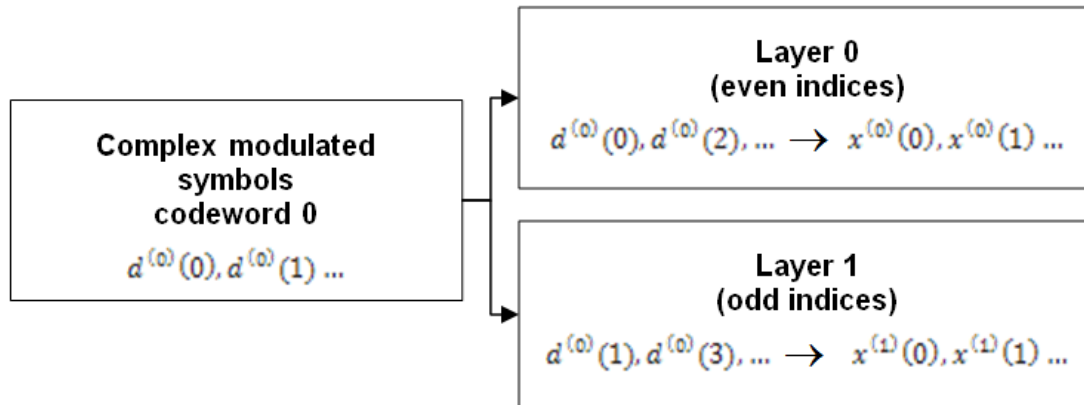 Complex modulated
symbols
codeword 0
d⁽⁰⁾(0), d⁽⁰⁾(1) ...
Layer 0
(even indices)
d⁽⁰⁾(0), d⁽⁰⁾(2), ... → x⁽⁰⁾(0), x⁽⁰⁾(1) ...
Layer 1
(odd indices)
d⁽⁰⁾(1), d⁽⁰⁾(3), ... → x⁽¹⁾(0), x⁽¹⁾(1) ...